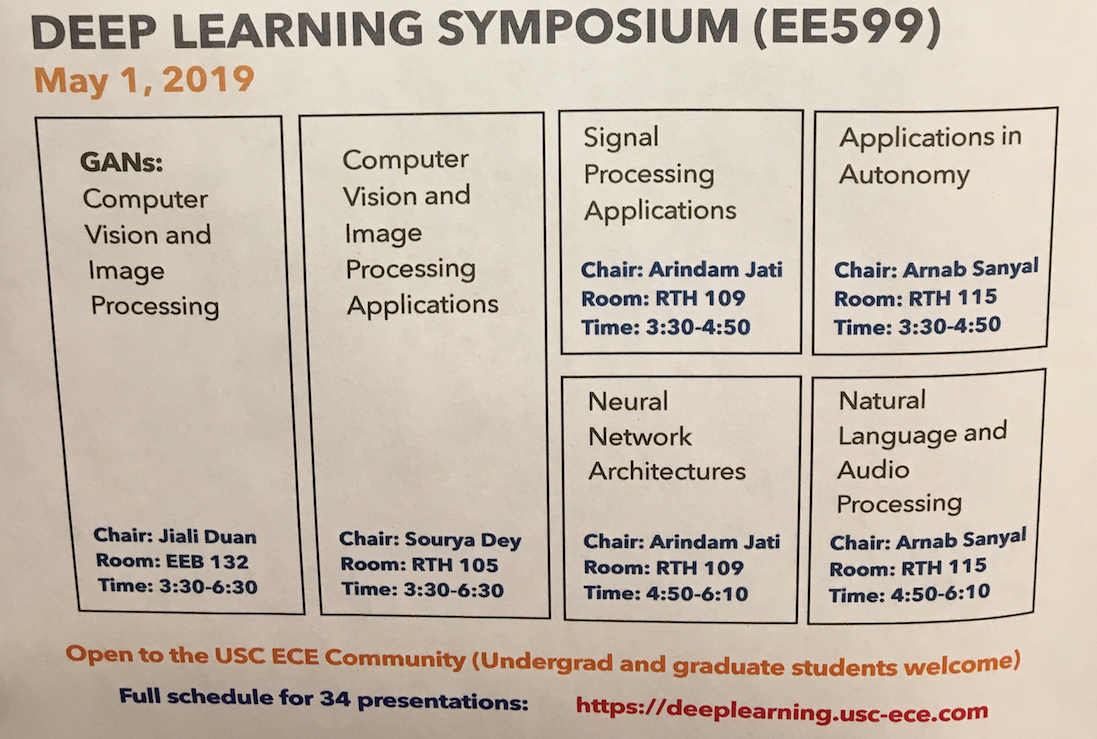 DEEP LEARNING SYMPOSIUM (EE599)
May 1, 2019
GANs:
Computer
Vision and
Image
Processing
Chair: Jiali Duan
Room: EEB 132
Time: 3:30-6:30
Computer
Vision and
Image
Processing
Applications
Chair: Sourya Dey
Room: RTH 105
Time: 3:30-6:30
Signal
Processing
Applications
Chair: Arindam Jati
Room: RTH 109
Time: 3:30-4:50
Applications in
Autonomy
Chair: Arnab Sanyal
Room: RTH 115
Time: 3:30-4:50
Neural
Network
Architectures
Chair: Arindam Jati
Room: RTH 109
Time: 4:50-6:10
Natural
Language and
Audio
Processing
Chair: Arnab Sanyal
Room: RTH 115
Time: 4:50-6:10
Open to the USC ECE Community (Undergrad and graduate students welcome)
Full schedule for 34 presentations: https://deeplearning.usc-ece.com